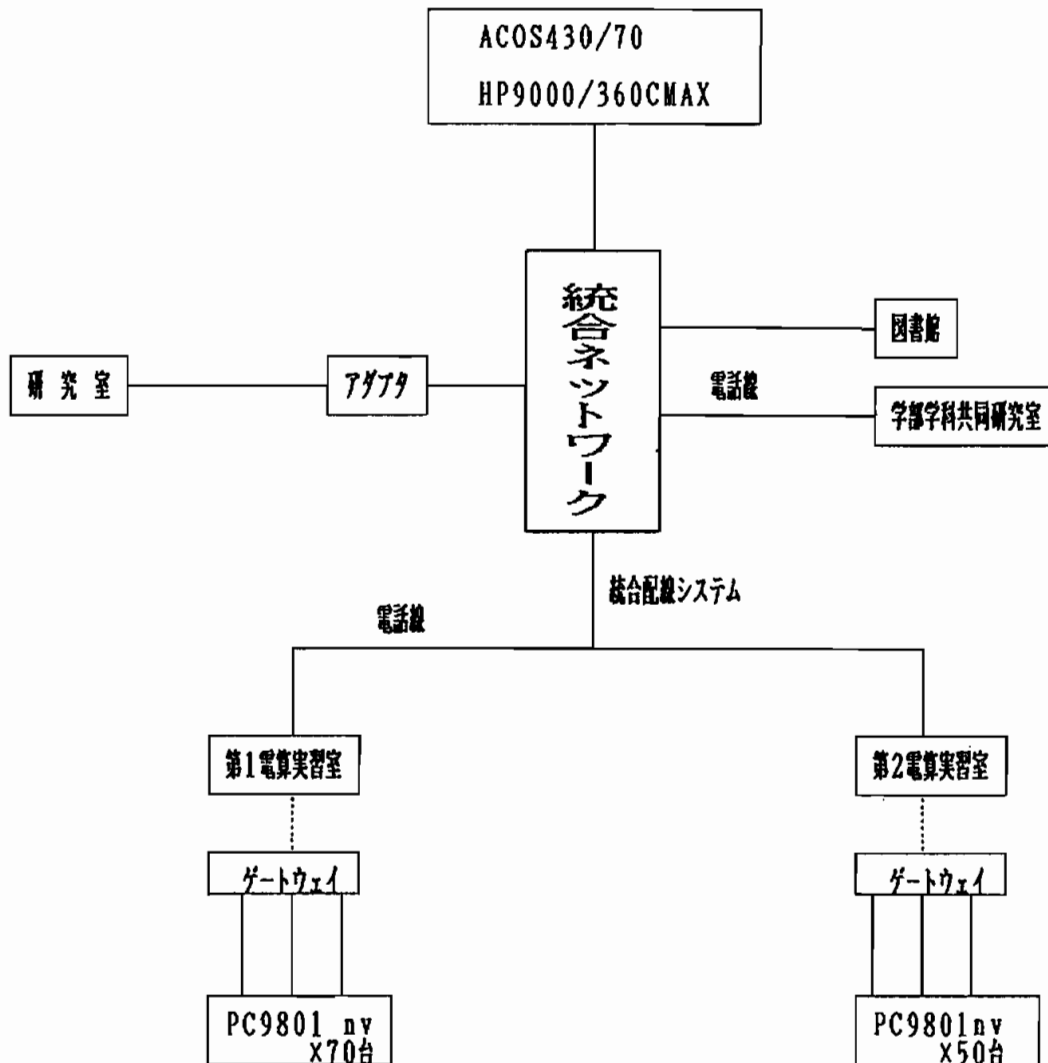 ACOS430/70
HP9000/360CMAX
統合ネットワーク
図書館
研究室
アダプタ
電話線
学部学科共同研究室
統合配線システム
電話線
第1電算実習室
第2電算実習室
ゲートウェイ
ゲートウェイ
PC9801 nv
×70台
PC9801nv
×50台